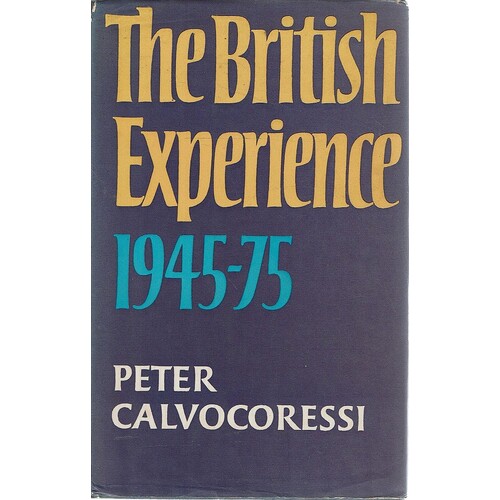 The British
Experience
1945-75
PETER
CALVOCORESSI